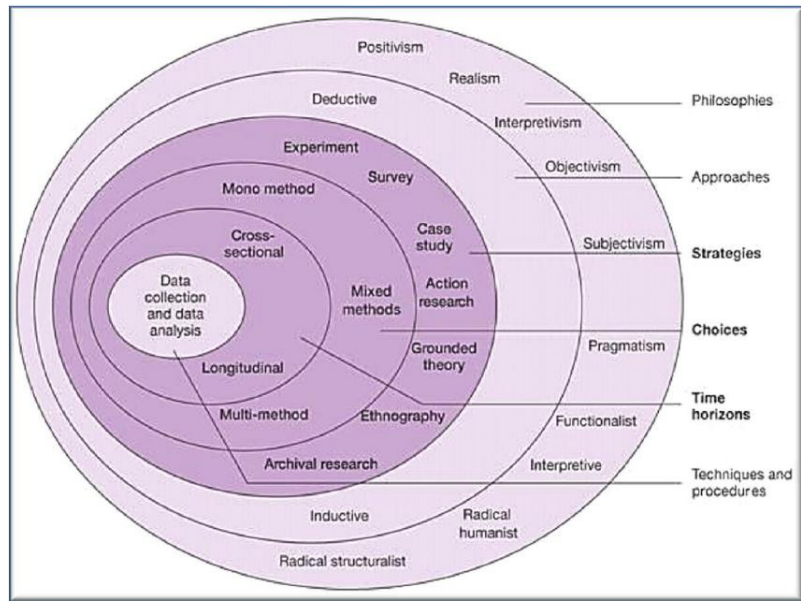 Positivism
Realism
Philosophies
Deductive
Interpretivism
Experiment
Objectivism
Survey
Approaches
Mono method
Case
study
Subjectivism
Strategies
Cross-
sectional
Data
collection
and data
analysis
Mixed
methods
Action
research
Choices
Pragmatism
Grounded
theory
Longitudinal
Time
horizons
Multi-method
Ethnography
Functionalist
Archival research
Interpretive
Techniques and
procedures
Inductive
Radical
humanist
Radical structuralist